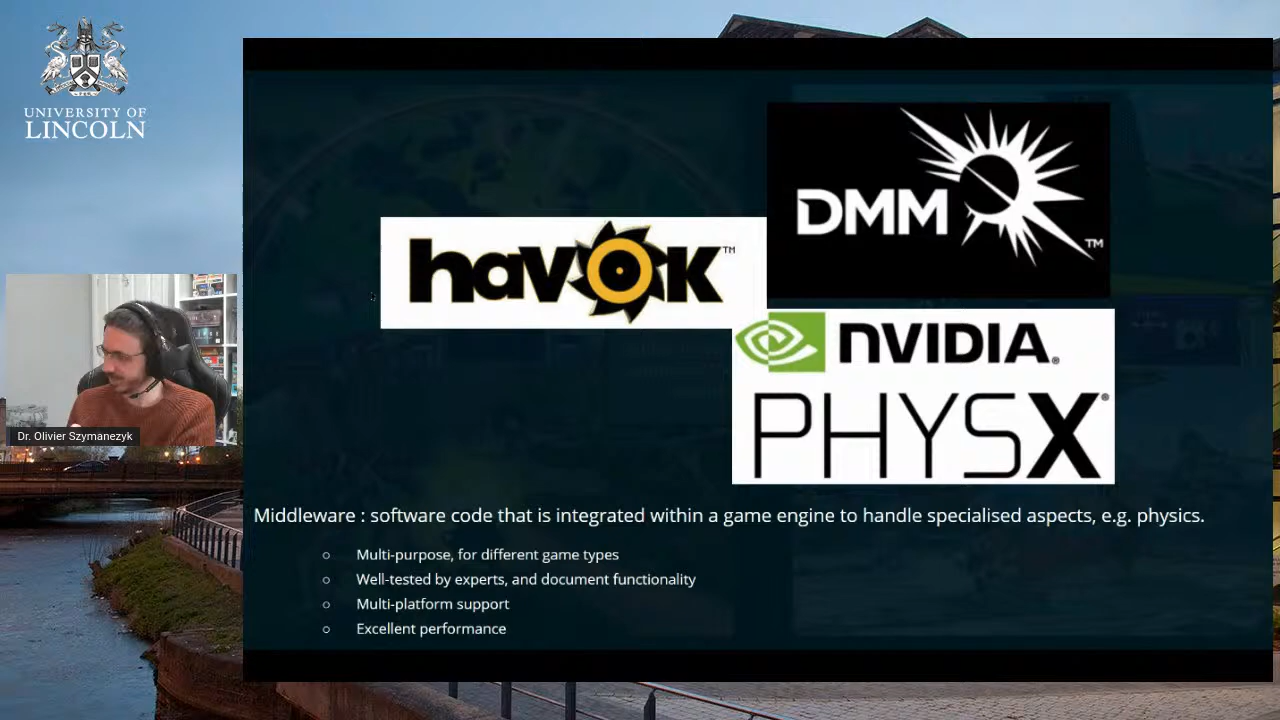 UNIVERSITY OF
LINCOLN
DMM™
haVOK™
NVIDIA®
PHYSX®
Dr. Olivier Szymanezyk
Middleware : software code that is integrated within a game engine to handle specialised aspects, e.g. physics.
○ Multi-purpose, for different game types
○ Well-tested by experts, and document functionality
○ Multi-platform support
○ Excellent performance